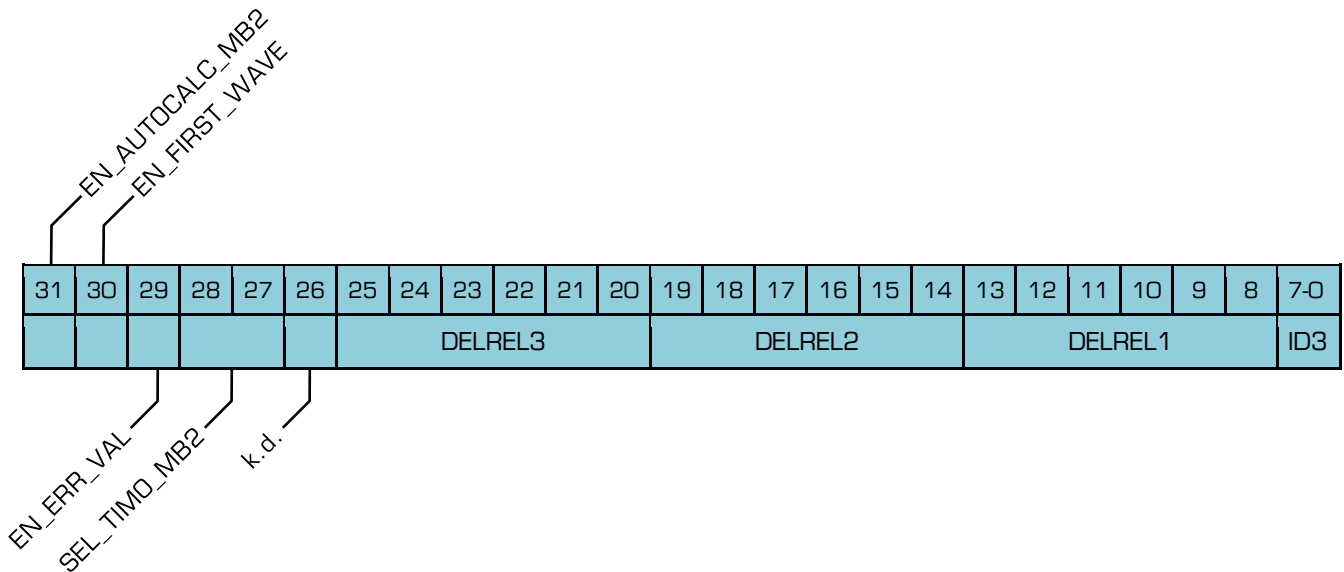 EN_AUTOCALC_MB2
EN_FIRST_WAVE
31 30 29 28 27 26 25 24 23 22 21 20 19 18 17 16 15 14 13 12 11 10 9 8 7-0
DELREL3 DELREL2 DELREL1 ID3
EN_ERR_VAL
SEL_TIMO_MB2
k.d.